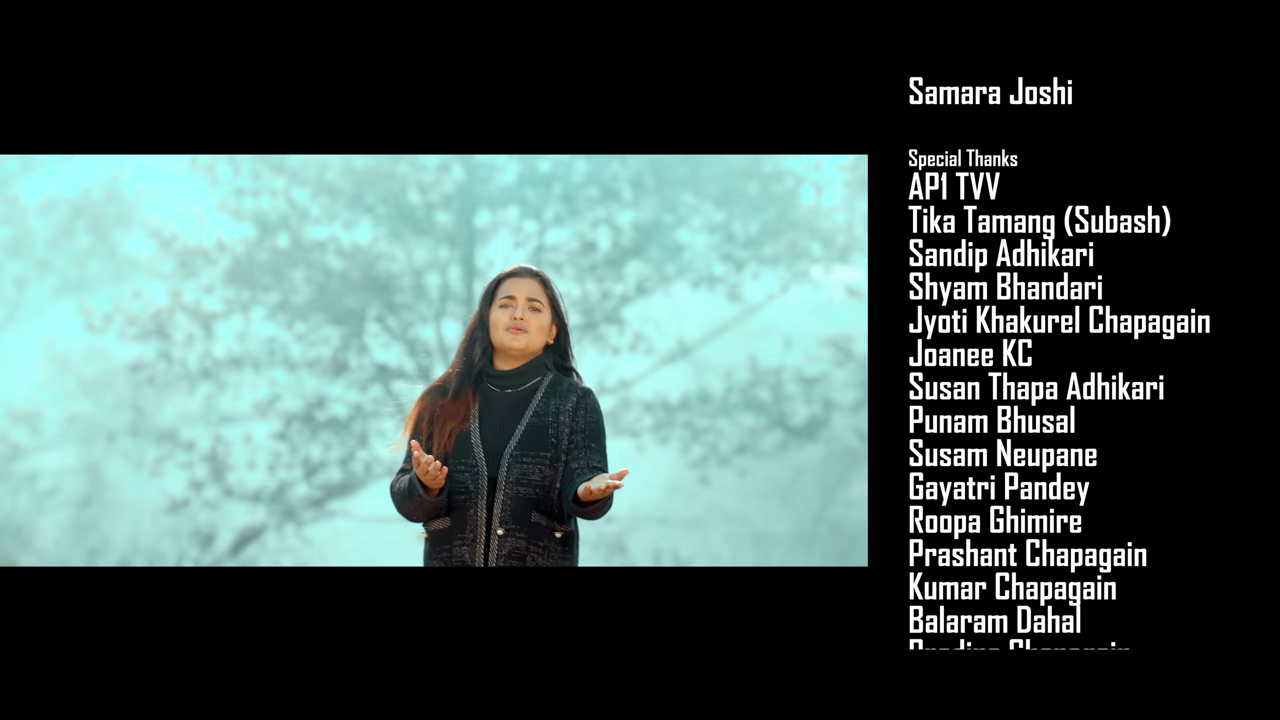 Samara Joshi
Special Thanks
AP1 TVV
Tika Tamang (Subash)
Sandip Adhikari
Shyam Bhandari
Jyoti Khakurel Chapagain
Joanee KC
Susan Thapa Adhikari
Punam Bhusal
Susam Neupane
Gayatri Pandey
Roopa Ghimire
Prashant Chapagain
Kumar Chapagain
Balaram Dahal